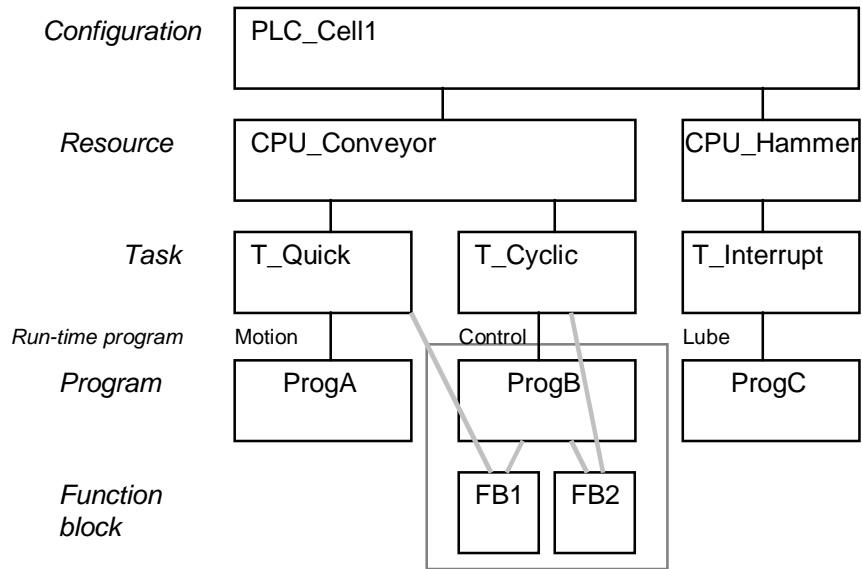 Configuration PLC_Cell1
Resource CPU_Conveyor CPU_Hammer
Task T_Quick T_Cyclic T_Interrupt
Run-time program Motion Control Lube
Program ProgA ProgB ProgC
Function FB1 FB2
block